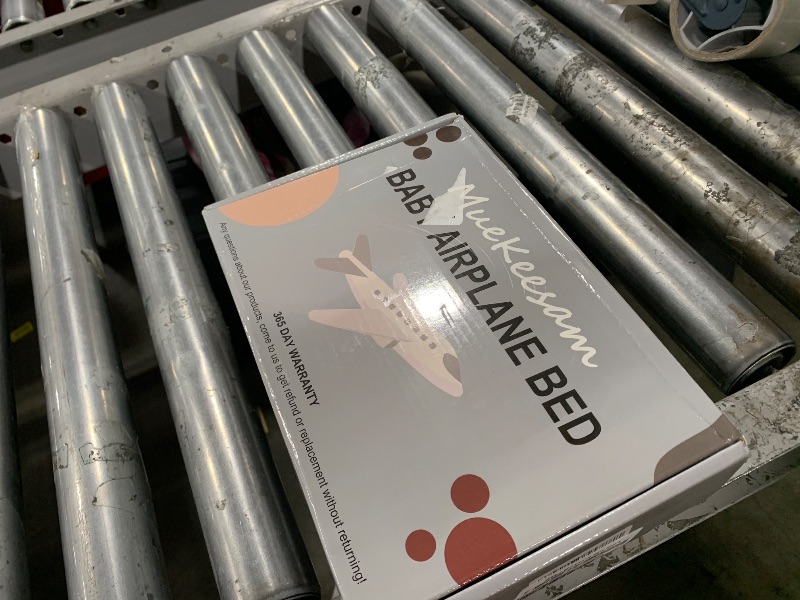 Muekeesam
BABY AIRPLANE BED
365 DAY WARRANTY
Any questions about our products, come to us to get refund or replacement without returning!